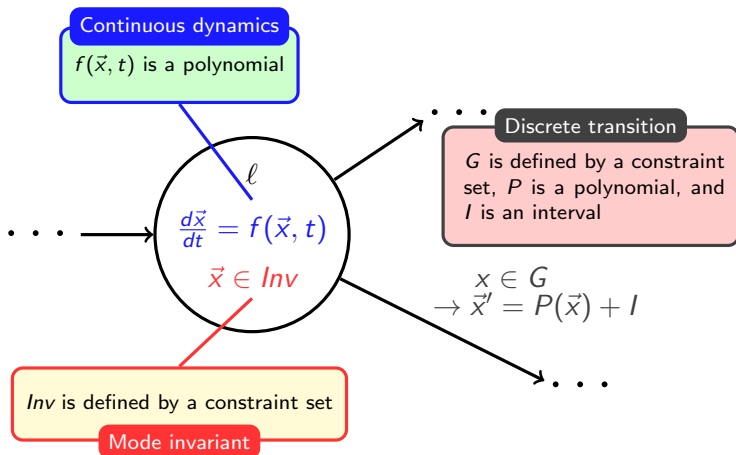 Continuous dynamics
f(x⃗, t) is a polynomial
. . .
Discrete transition
G is defined by a constraint
set, P is a polynomial, and
I is an interval
ℓ
. . .
dx⃗/dt = f(x⃗, t)
x⃗ ∈ Inv
x ∈ G
→ x⃗′ = P(x⃗) + I
. . .
Inv is defined by a constraint set
Mode invariant